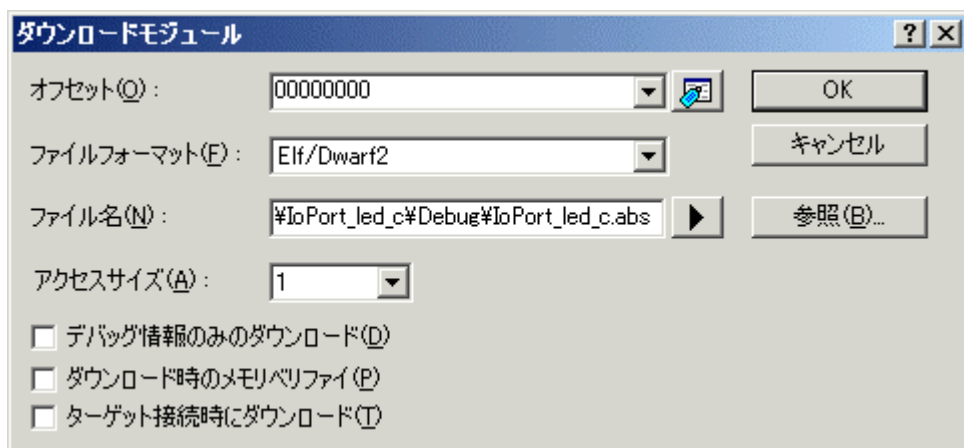 ダウンロードモジュール
オフセット(O) : 00000000 OK
ファイルフォーマット(F) : Elf/Dwarf2 キャンセル
ファイル名(N) : ¥IoPort_led_c¥Debug¥IoPort_led_c.abs 参照(B)...
アクセスサイズ(A) : 1
デバッグ情報のみのダウンロード(D)
ダウンロード時のメモリベリファイ(P)
ターゲット接続時にダウンロード(T)